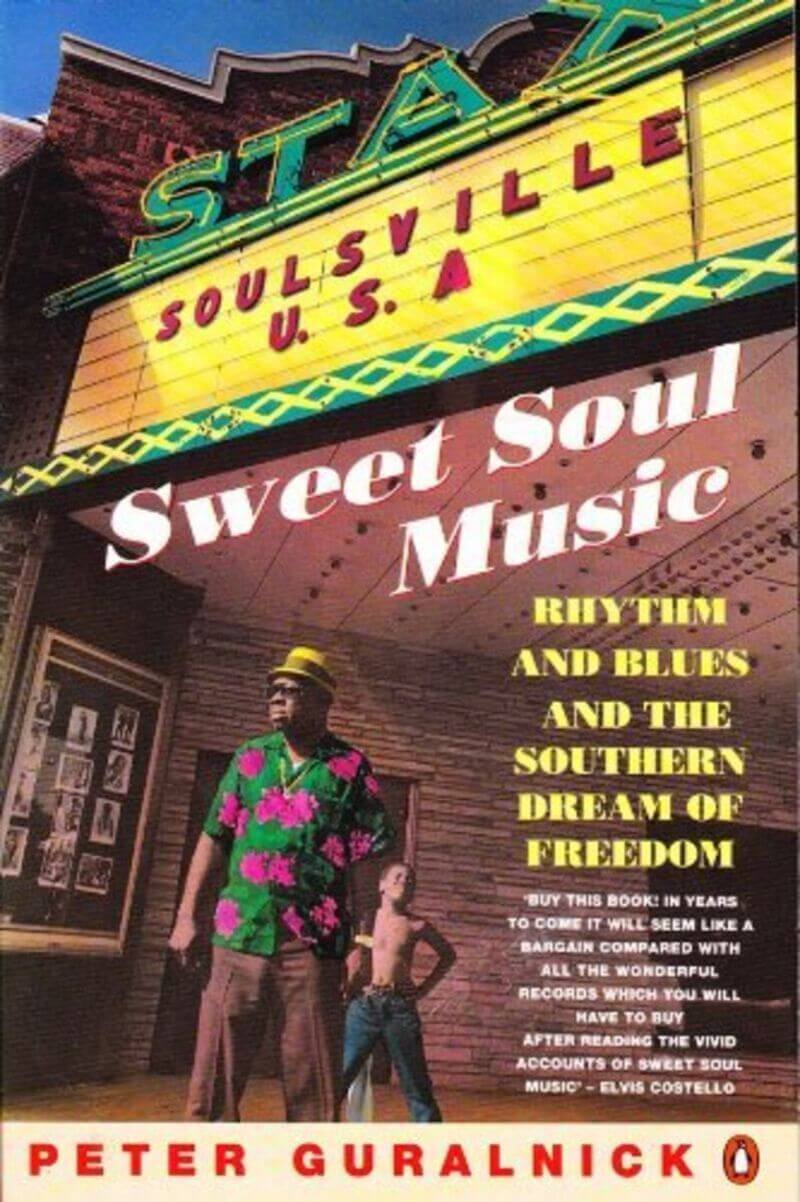 STAX
SOULSVILLE
U.S.A
Sweet Soul
Music
RHYTHM
AND BLUES
AND THE
SOUTHERN
DREAM OF
FREEDOM
'BUY THIS BOOK! IN YEARS
TO COME IT WILL SEEM LIKE A
BARGAIN COMPARED WITH
ALL THE WONDERFUL
RECORDS WHICH YOU WILL
HAVE TO BUY
AFTER READING THE VIVID
ACCOUNTS OF SWEET SOUL
MUSIC' – ELVIS COSTELLO
PETER GURALNICK